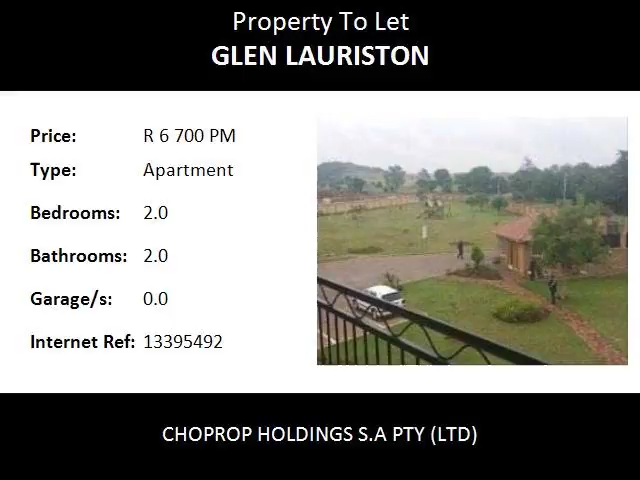 Property To Let
GLEN LAURISTON
Price: R 6 700 PM
Type: Apartment
Bedrooms: 2.0
Bathrooms: 2.0
Garage/s: 0.0
Internet Ref: 13395492
CHOPROP HOLDINGS S.A PTY (LTD)